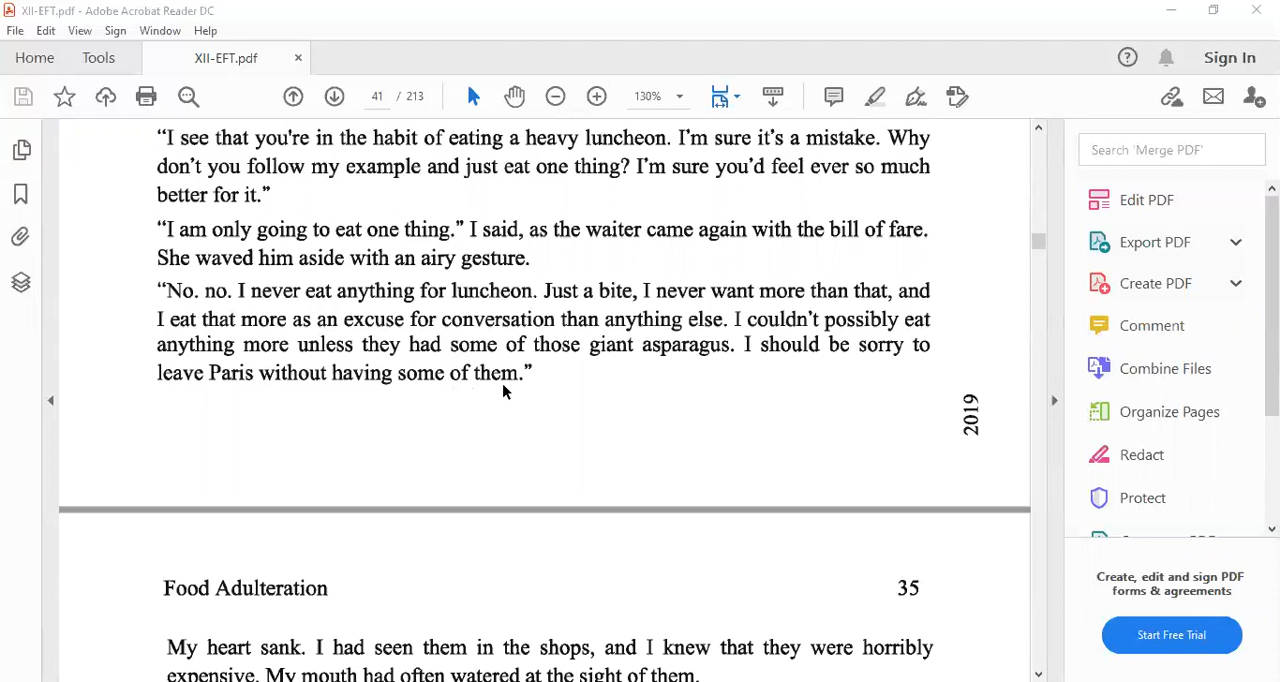 XII-EFT.pdf - Adobe Acrobat Reader DC
File Edit View Sign Window Help
Home Tools XII-EFT.pdf × Sign In
41 / 213 130%
“I see that you're in the habit of eating a heavy luncheon. I’m sure it’s a mistake. Why
don’t you follow my example and just eat one thing? I’m sure you’d feel ever so much
better for it.”
“I am only going to eat one thing.” I said, as the waiter came again with the bill of fare.
She waved him aside with an airy gesture.
“No. no. I never eat anything for luncheon. Just a bite, I never want more than that, and
I eat that more as an excuse for conversation than anything else. I couldn’t possibly eat
anything more unless they had some of those giant asparagus. I should be sorry to
leave Paris without having some of them.”
2019
Food Adulteration 35
My heart sank. I had seen them in the shops, and I knew that they were horribly
expensive. My mouth had often watered at the sight of them.
Search 'Merge PDF'
Edit PDF
Export PDF
Create PDF
Comment
Combine Files
Organize Pages
Redact
Protect
Create, edit and sign PDF
forms & agreements
Start Free Trial